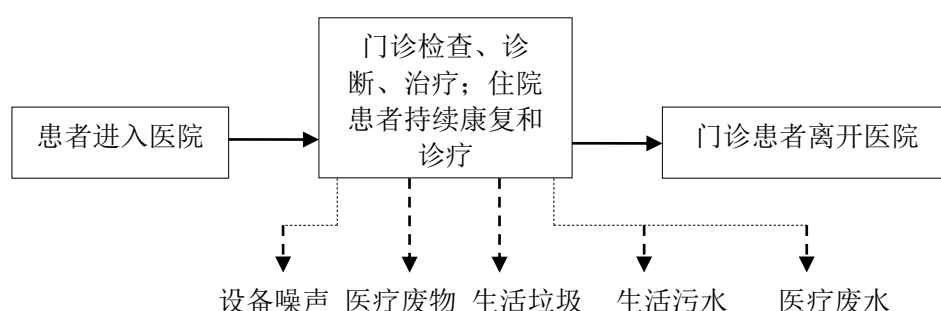 门诊检查、诊
断、治疗；住院
患者持续康复和
诊疗
患者进入医院
门诊患者离开医院
设备噪声 医疗废物 生活垃圾 生活污水 医疗废水